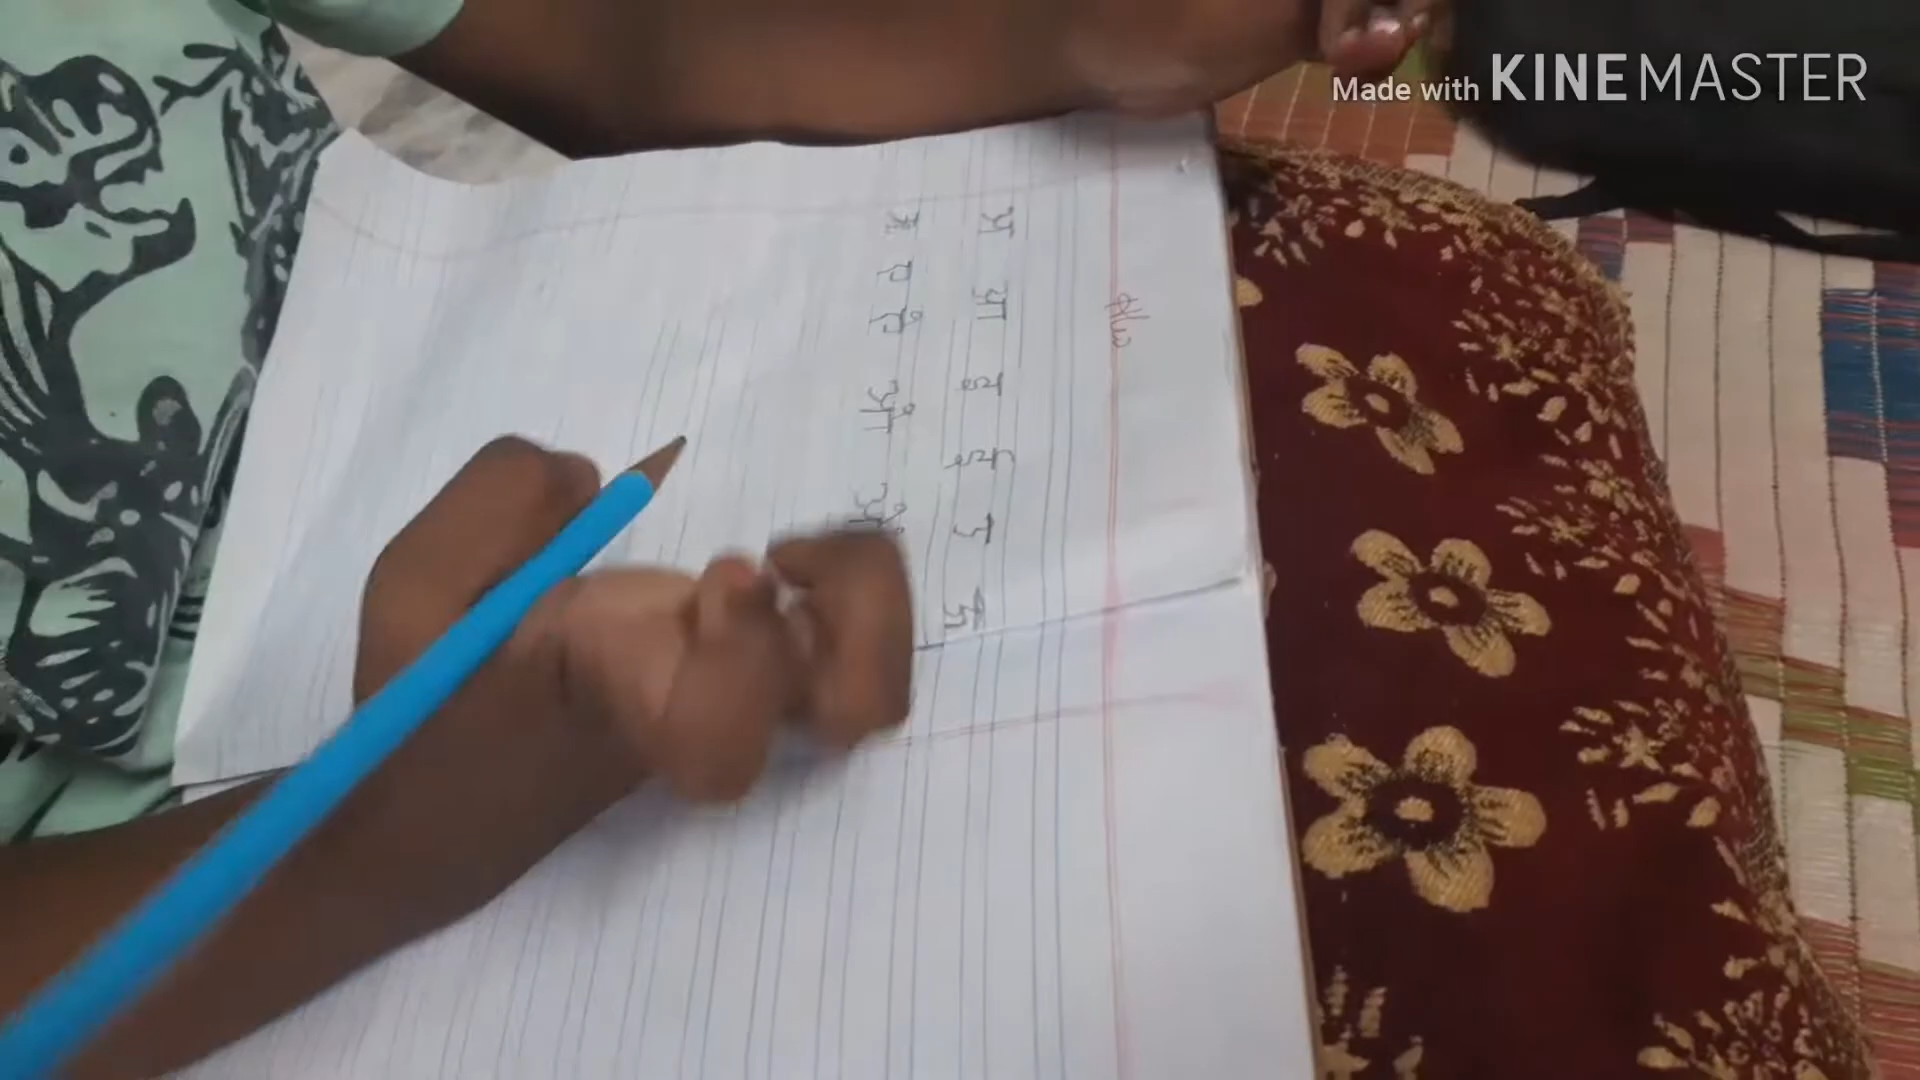 Made with KINEMASTER
H/W
अ आ इ ई उ ऊ
ऋ ए ऐ ओ औ